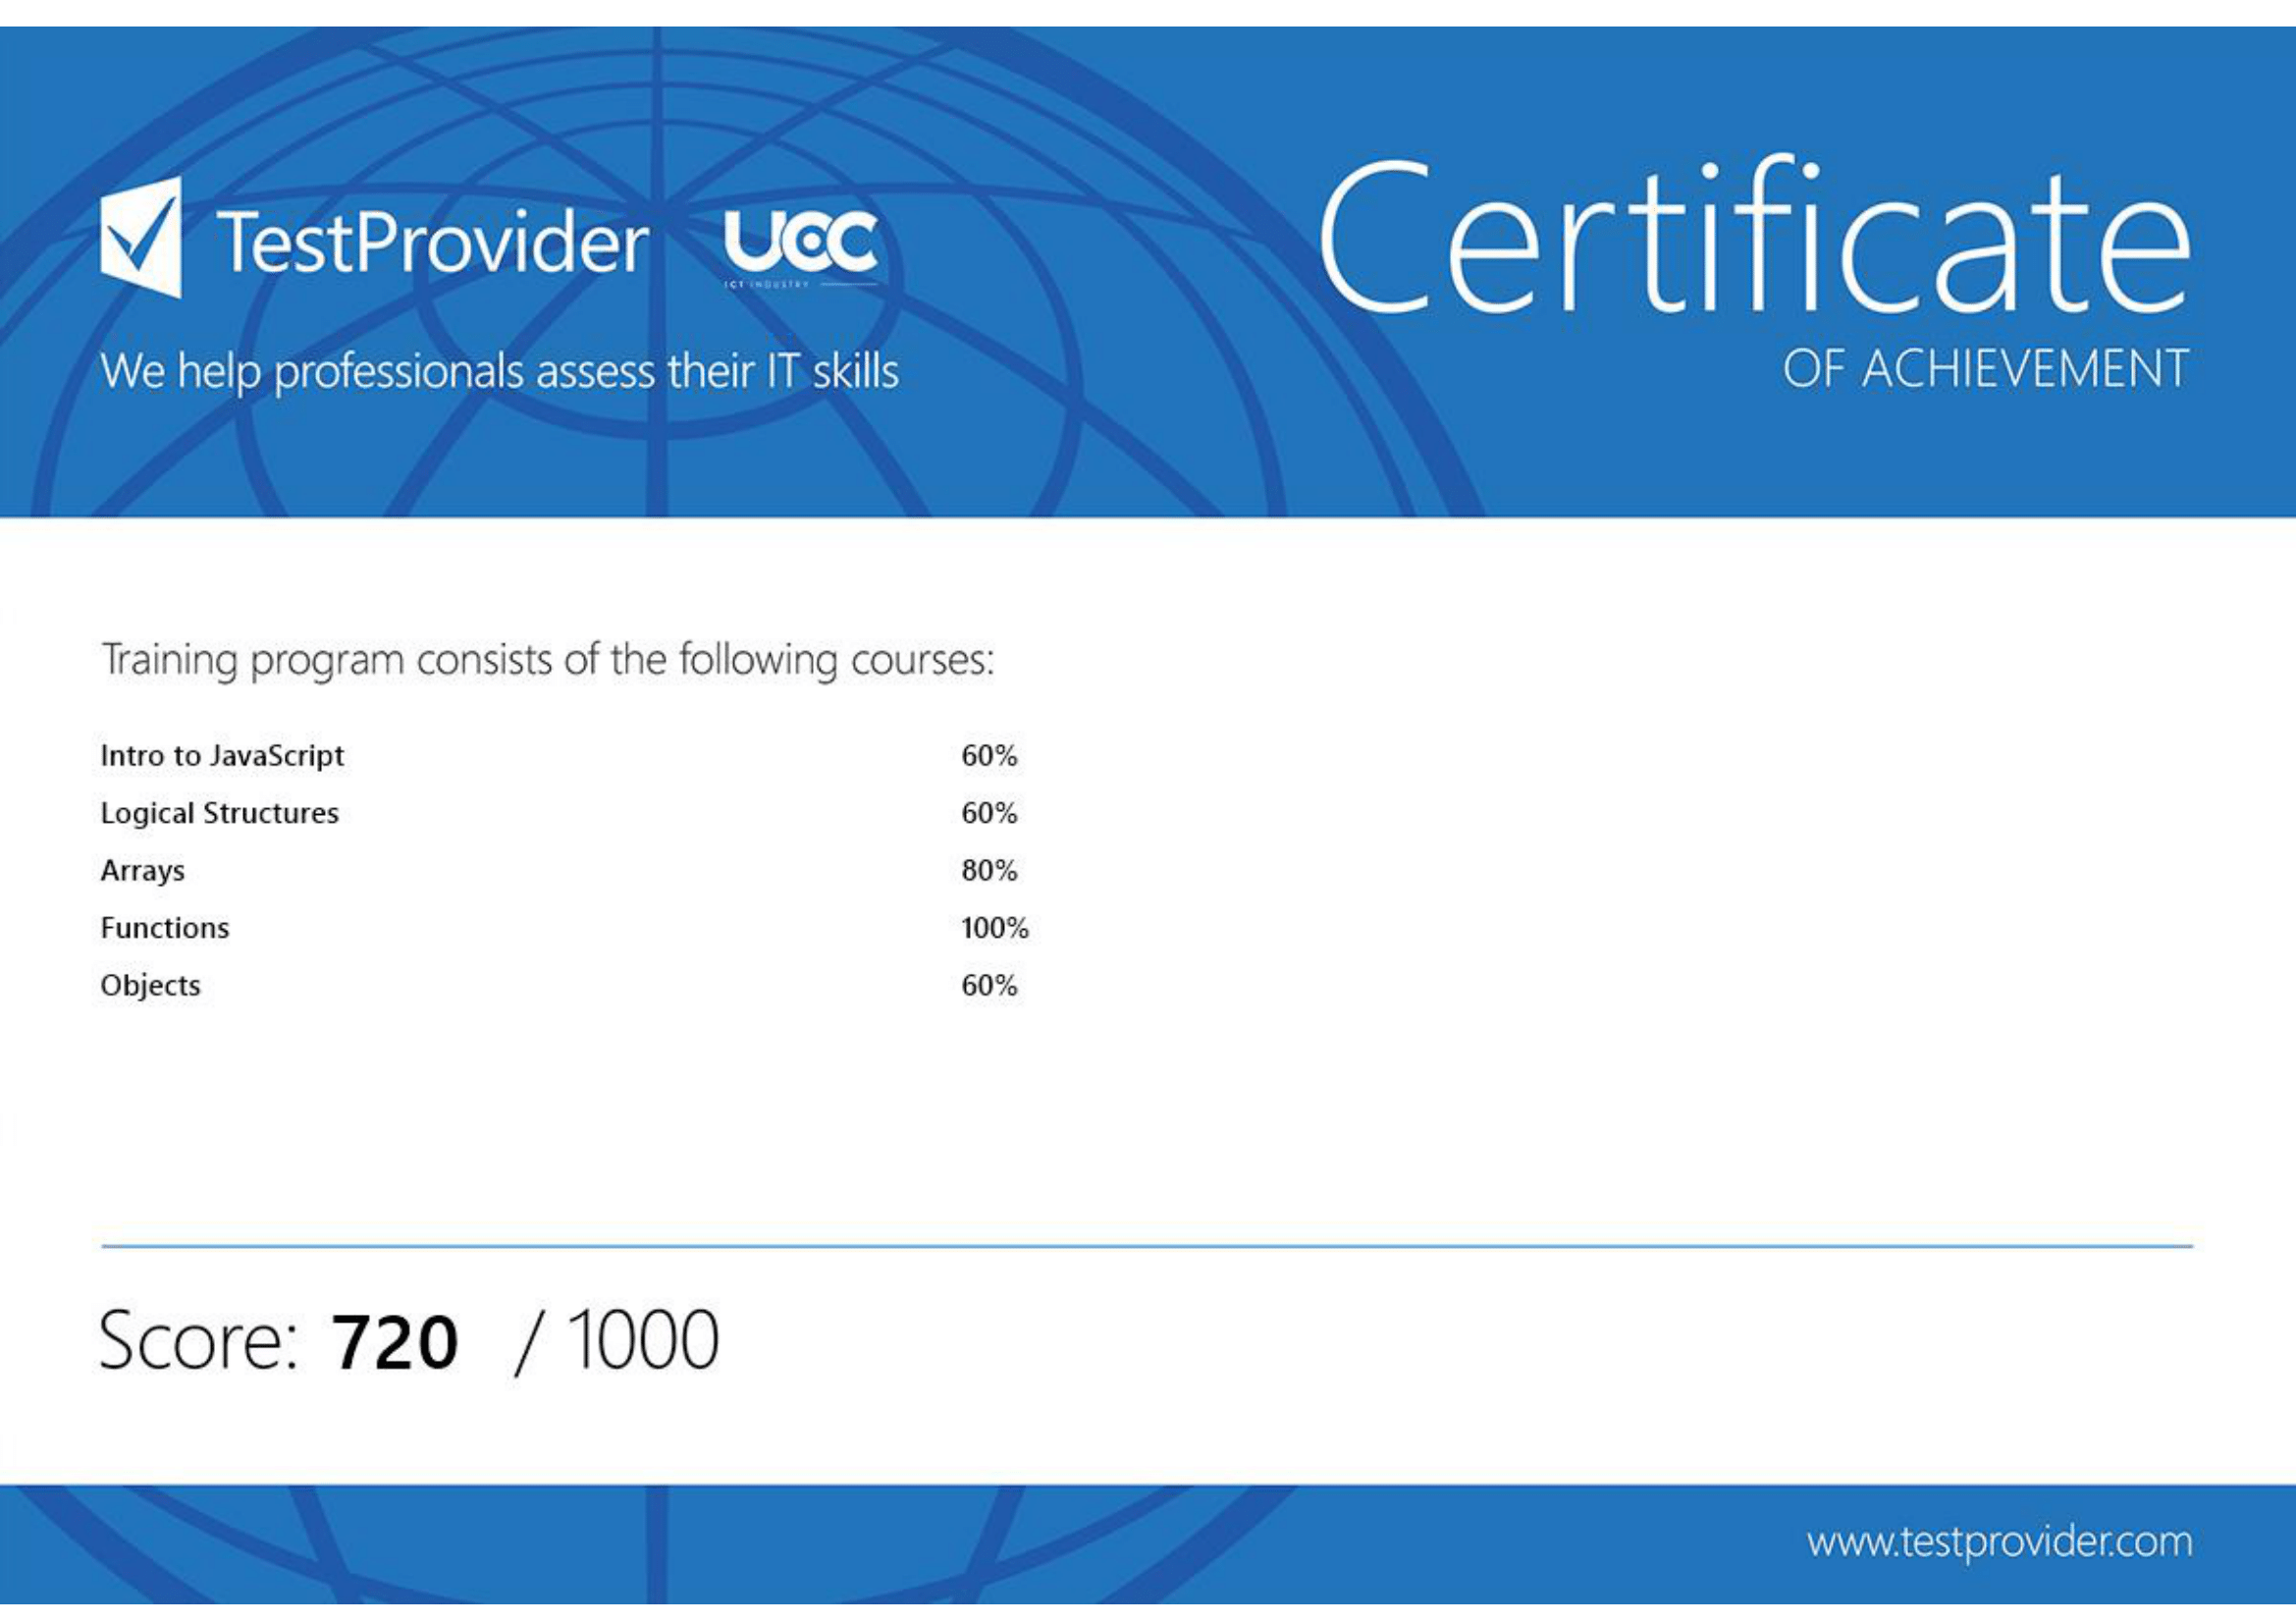 TestProvider
UCC
ICT INDUSTRY
We help professionals assess their IT skills
Certificate
OF ACHIEVEMENT
Training program consists of the following courses:
Intro to JavaScript 60%
Logical Structures 60%
Arrays 80%
Functions 100%
Objects 60%
Score: 720 / 1000
www.testprovider.com